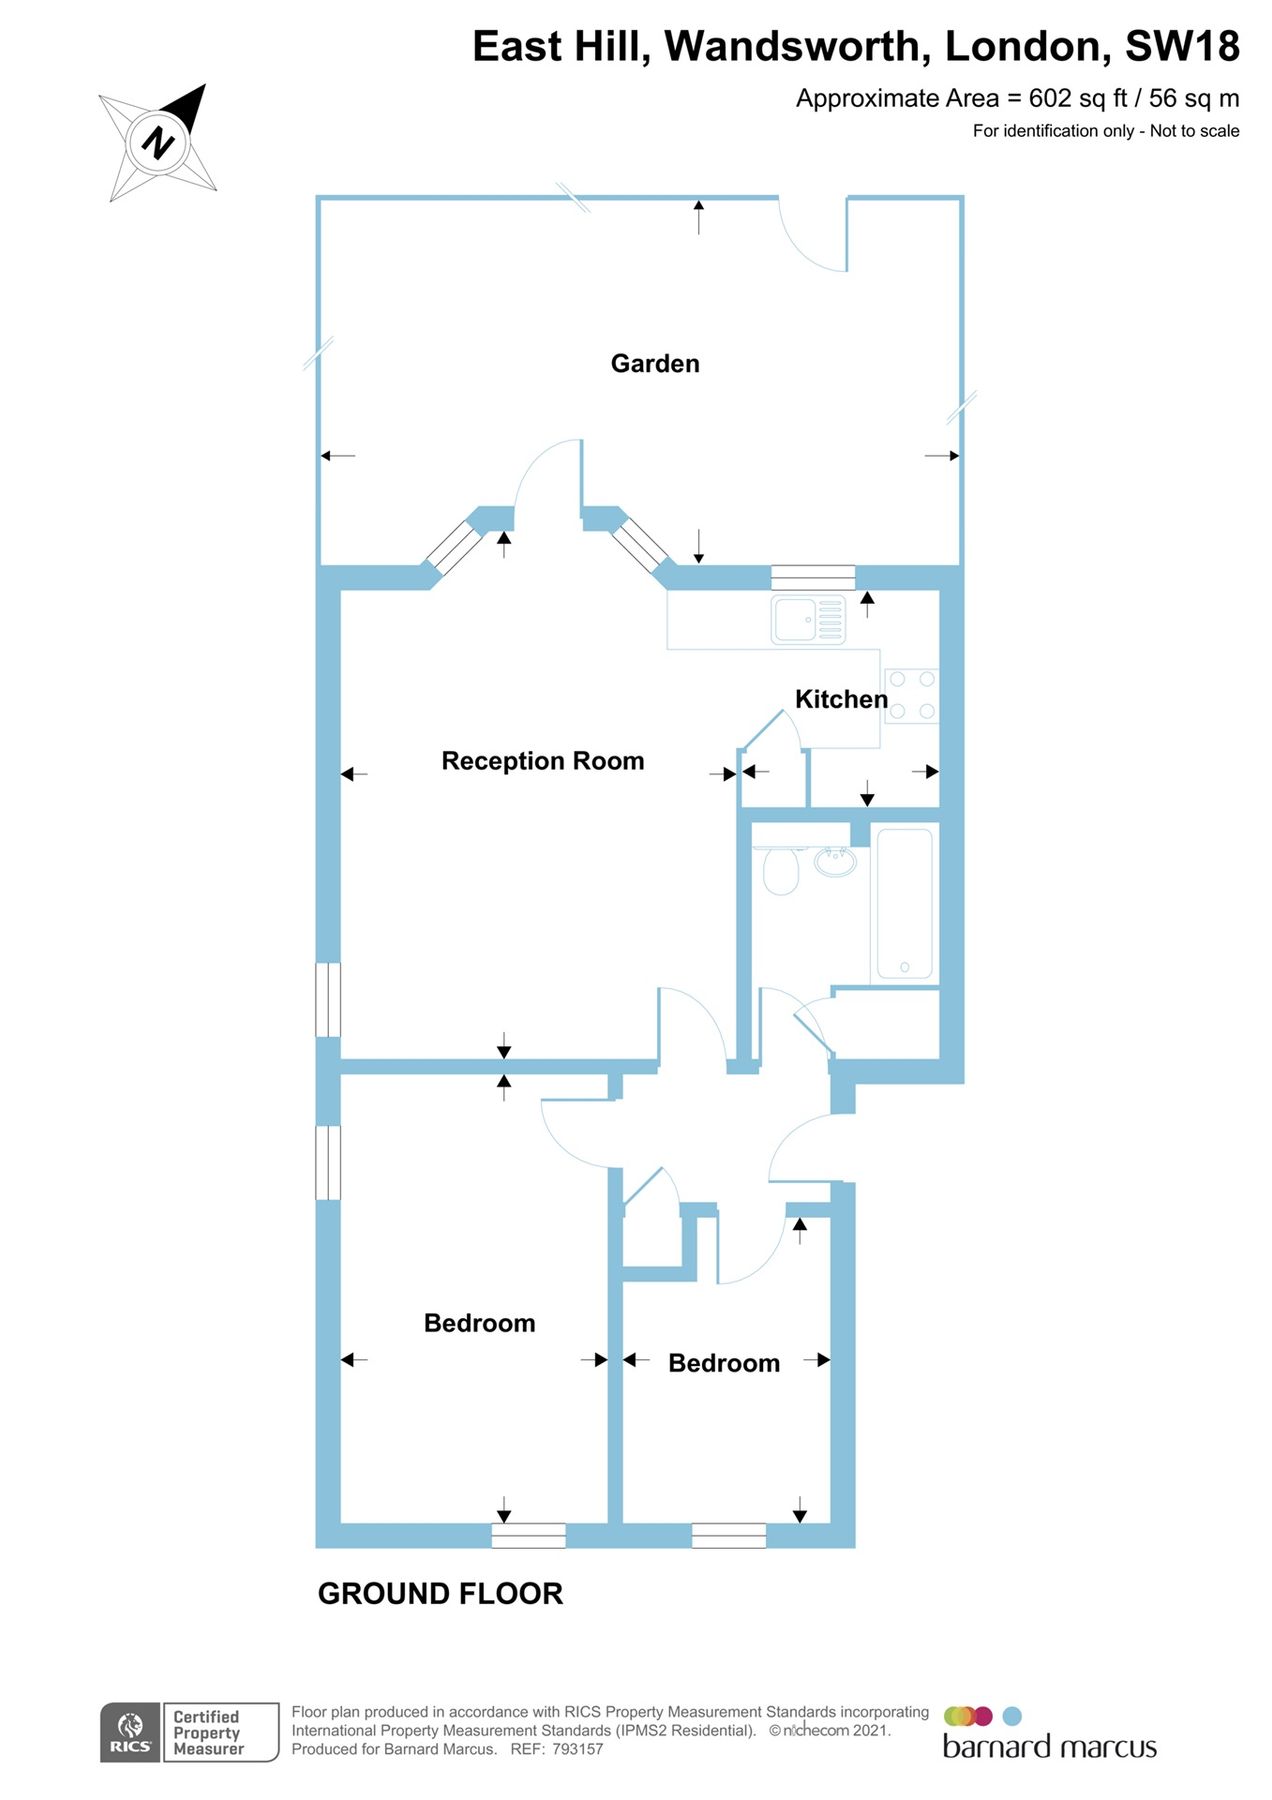 East Hill, Wandsworth, London, SW18
Approximate Area = 602 sq ft / 56 sq m
For identification only - Not to scale
N
Garden
Kitchen
Reception Room
Bedroom
Bedroom
GROUND FLOOR
RICS
Certified
Property
Measurer
Floor plan produced in accordance with RICS Property Measurement Standards incorporating
International Property Measurement Standards (IPMS2 Residential). © nichecom 2021.
Produced for Barnard Marcus. REF: 793157
barnard marcus